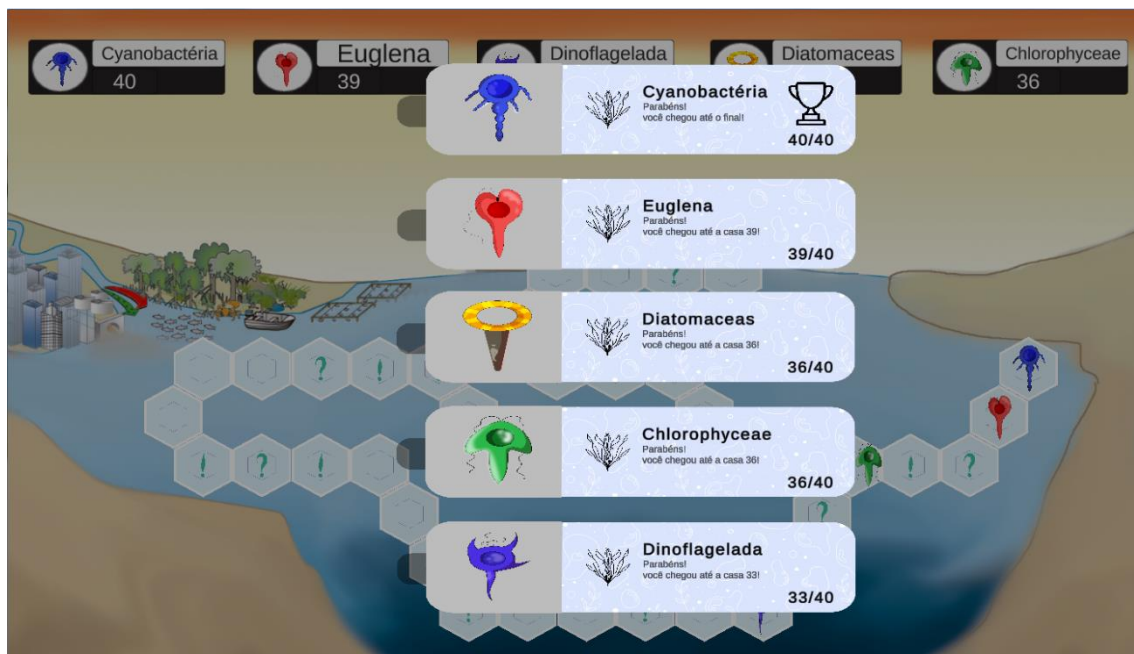 Cyanobactéria
40
Euglena
39
Dinoflagelada
Diatomaceas
Chlorophyceae
36
Cyanobactéria
Parabéns!
você chegou até o final!
40/40
Euglena
Parabéns!
você chegou até a casa 39!
39/40
Diatomaceas
Parabéns!
você chegou até a casa 36!
36/40
Chlorophyceae
Parabéns!
você chegou até a casa 36!
36/40
Dinoflagelada
Parabéns!
você chegou até a casa 33!
33/40
?
? !
! ? !
! ?
?
! ! ?